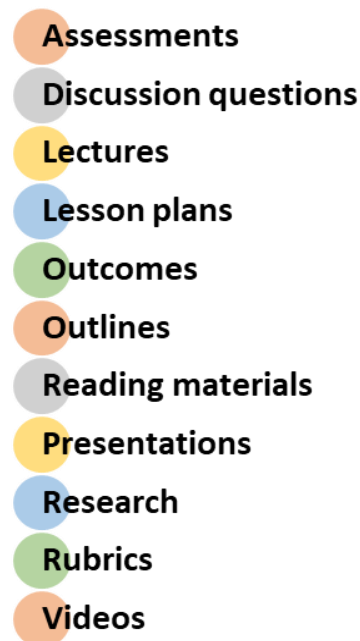 Assessments
Discussion questions
Lectures
Lesson plans
Outcomes
Outlines
Reading materials
Presentations
Research
Rubrics
Videos